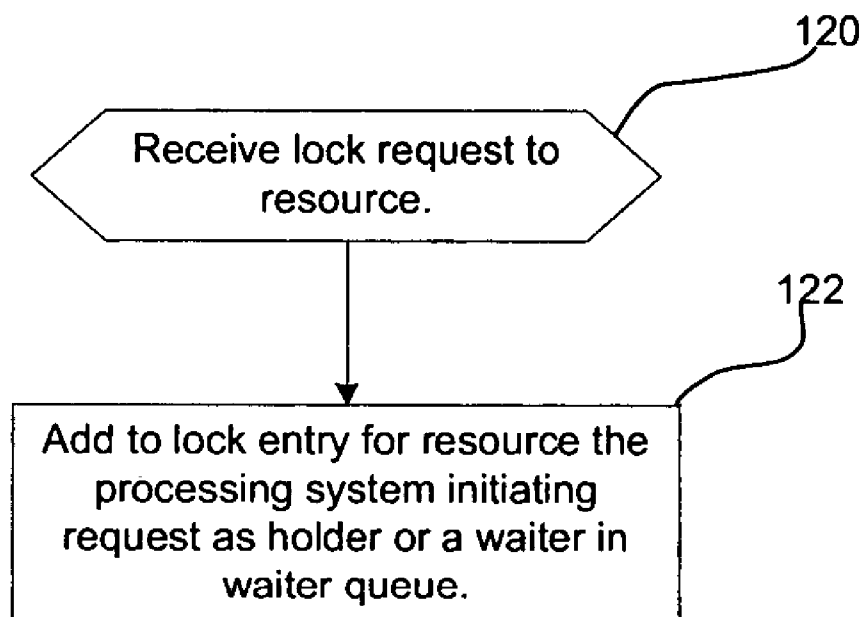 120
Receive lock request to
resource.
122
Add to lock entry for resource the
processing system initiating
request as holder or a waiter in
waiter queue.